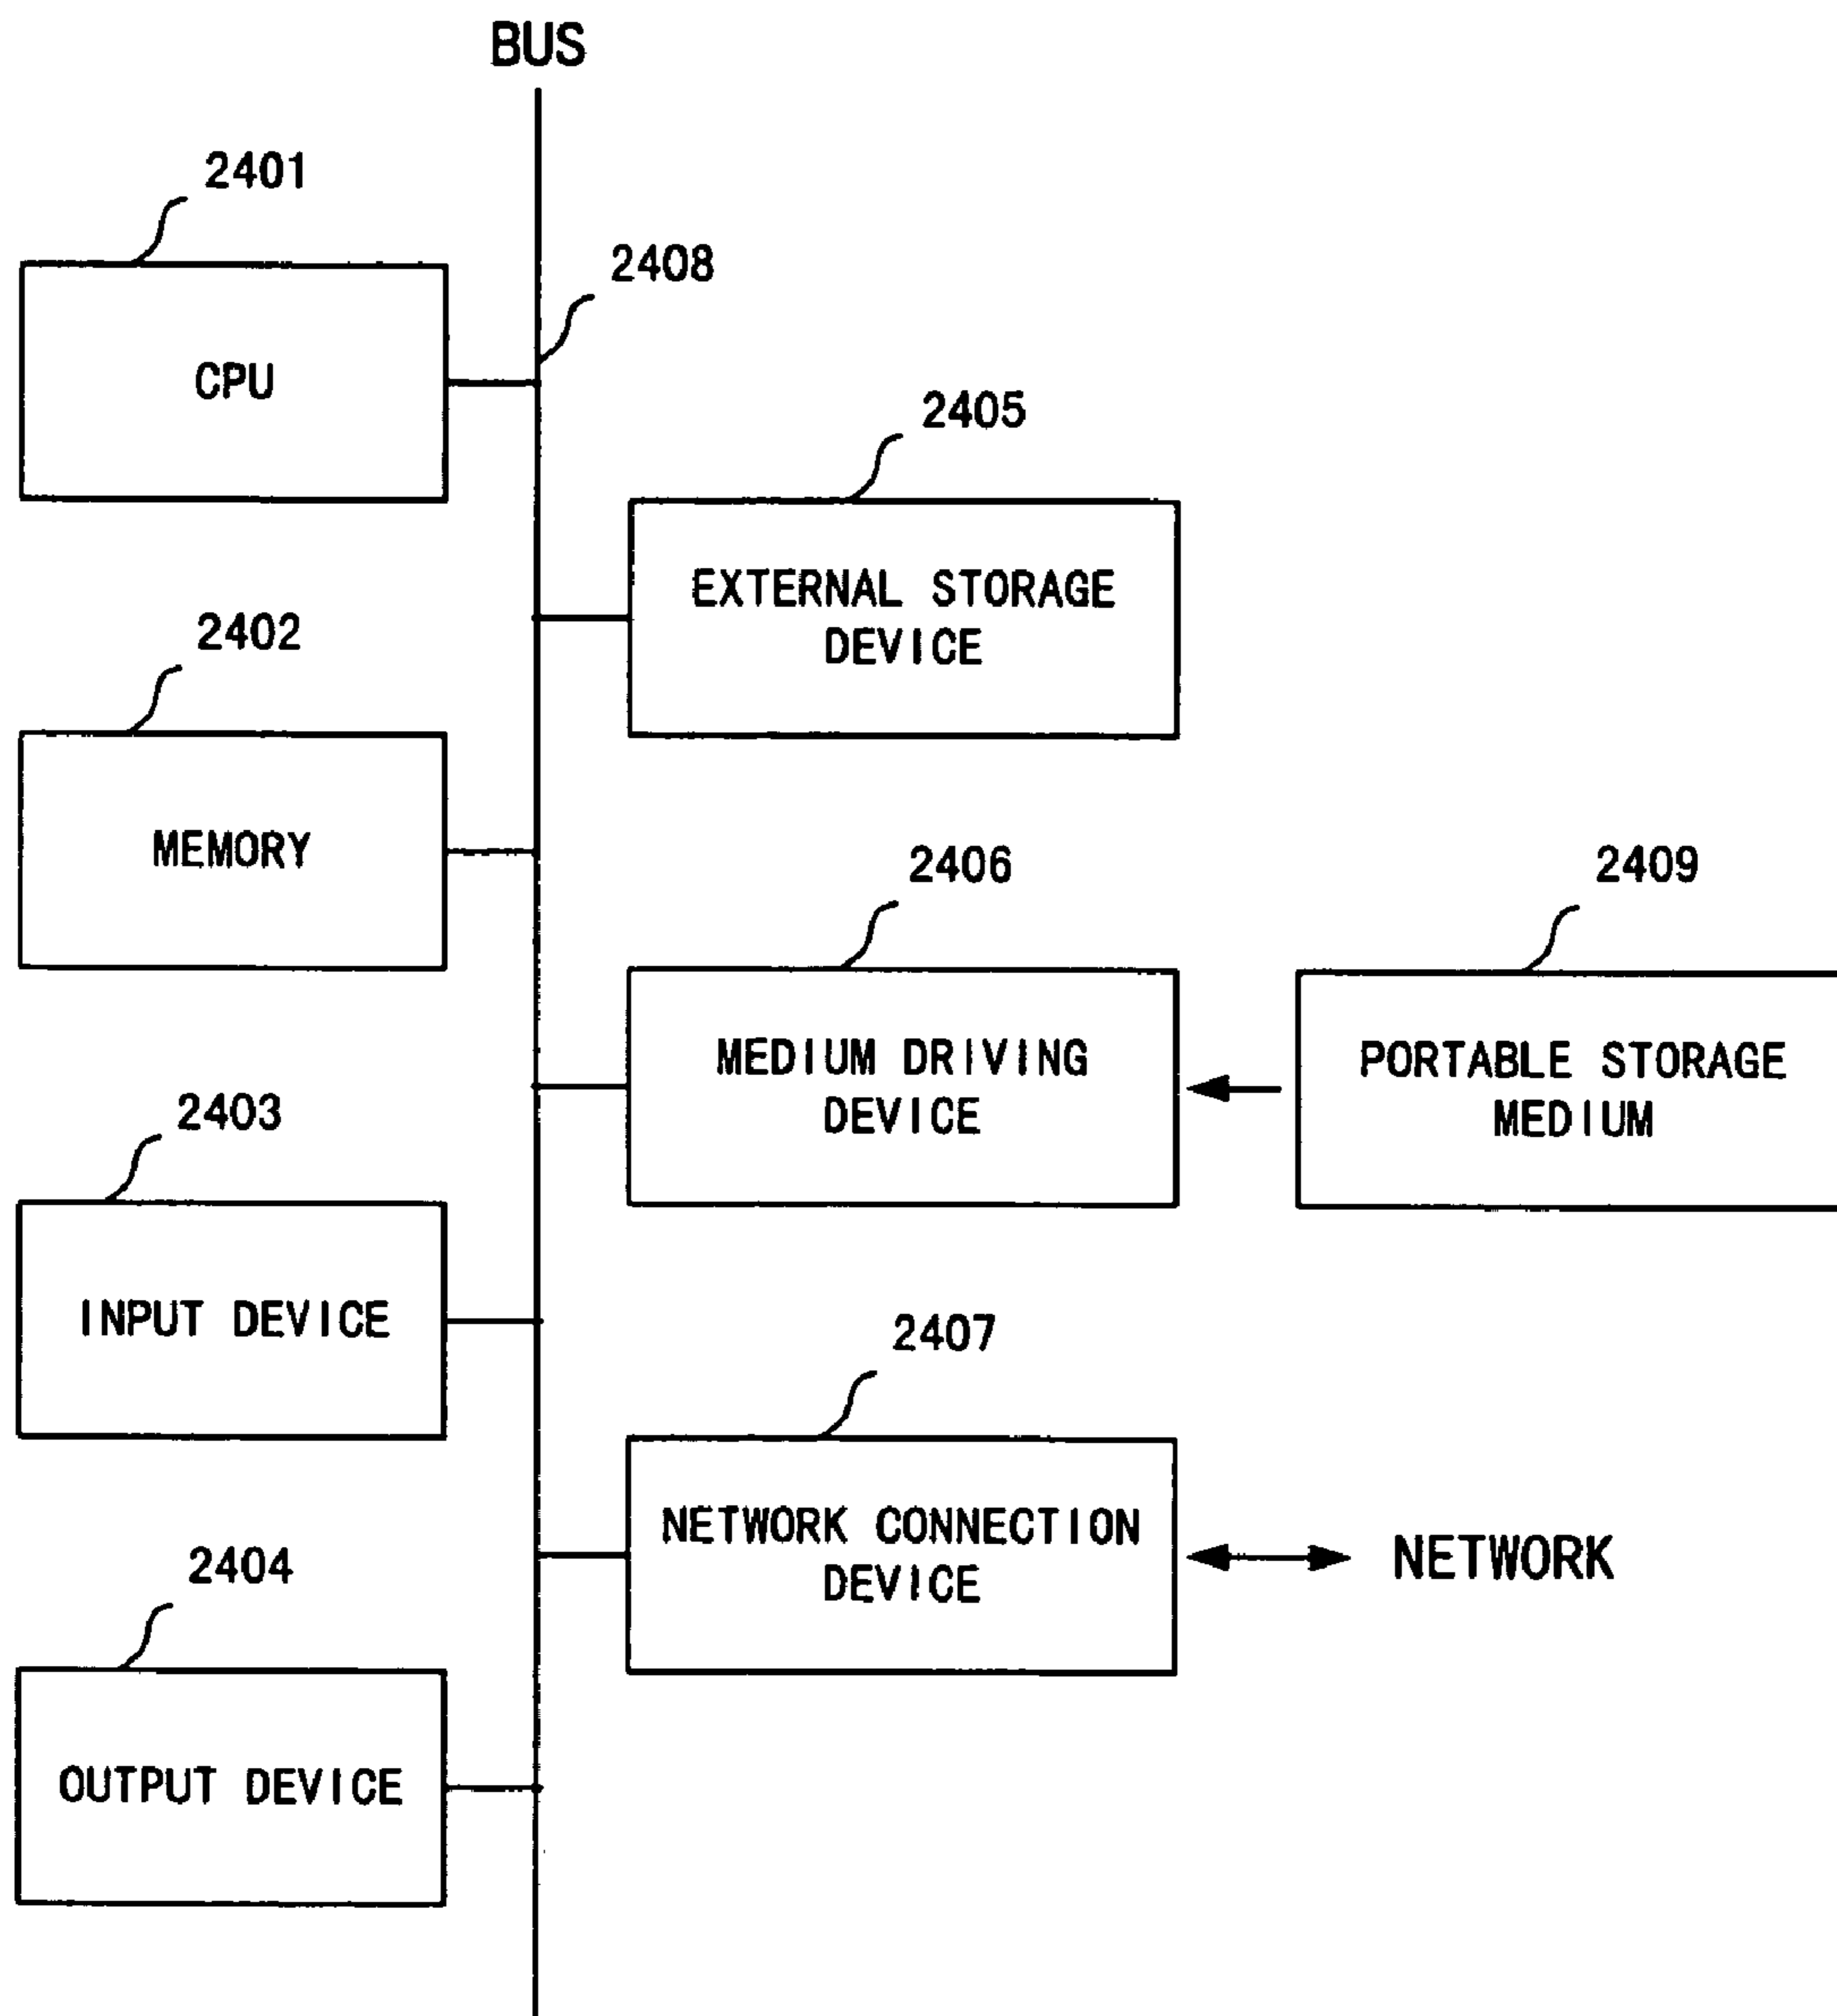 BUS
2401
CPU
2408
2405
EXTERNAL STORAGE
DEVICE
2402
MEMORY
2406
MEDIUM DRIVING
DEVICE
2409
PORTABLE STORAGE
MEDIUM
2403
INPUT DEVICE
2407
NETWORK CONNECTION
DEVICE
NETWORK
2404
OUTPUT DEVICE